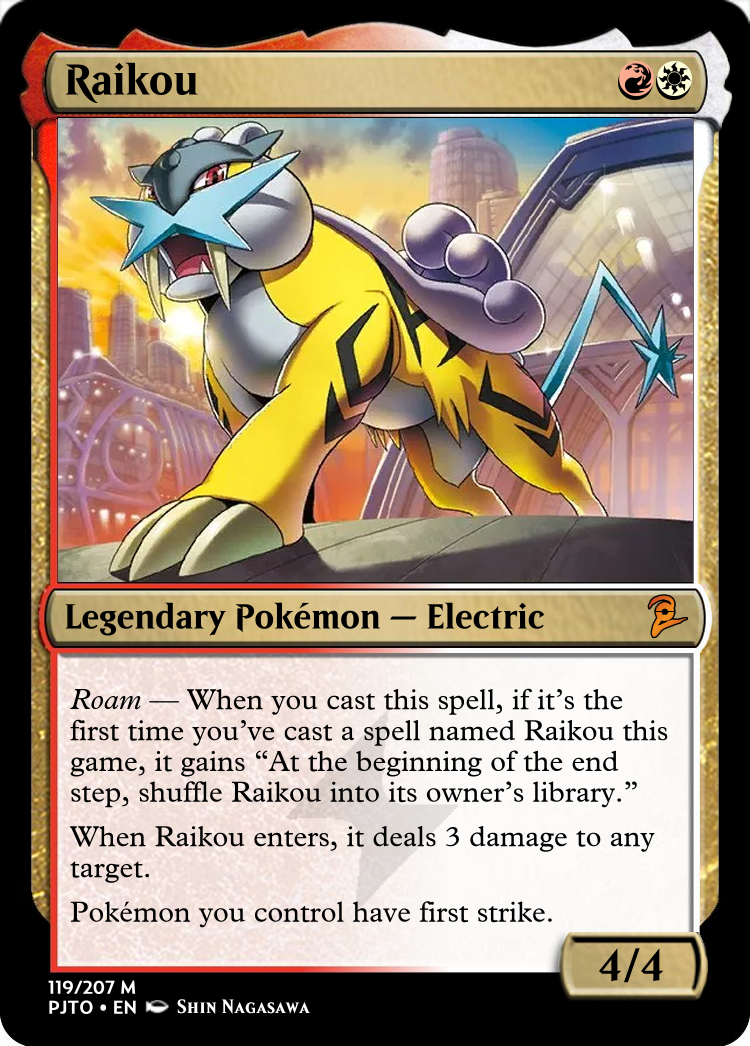 Raikou
Legendary Pokémon — Electric
Roam — When you cast this spell, if it's the
first time you've cast a spell named Raikou this
game, it gains “At the beginning of the end
step, shuffle Raikou into its owner's library.”
When Raikou enters, it deals 3 damage to any
target.
Pokémon you control have first strike.
4/4
119/207 M
PJTO • EN Shin Nagasawa